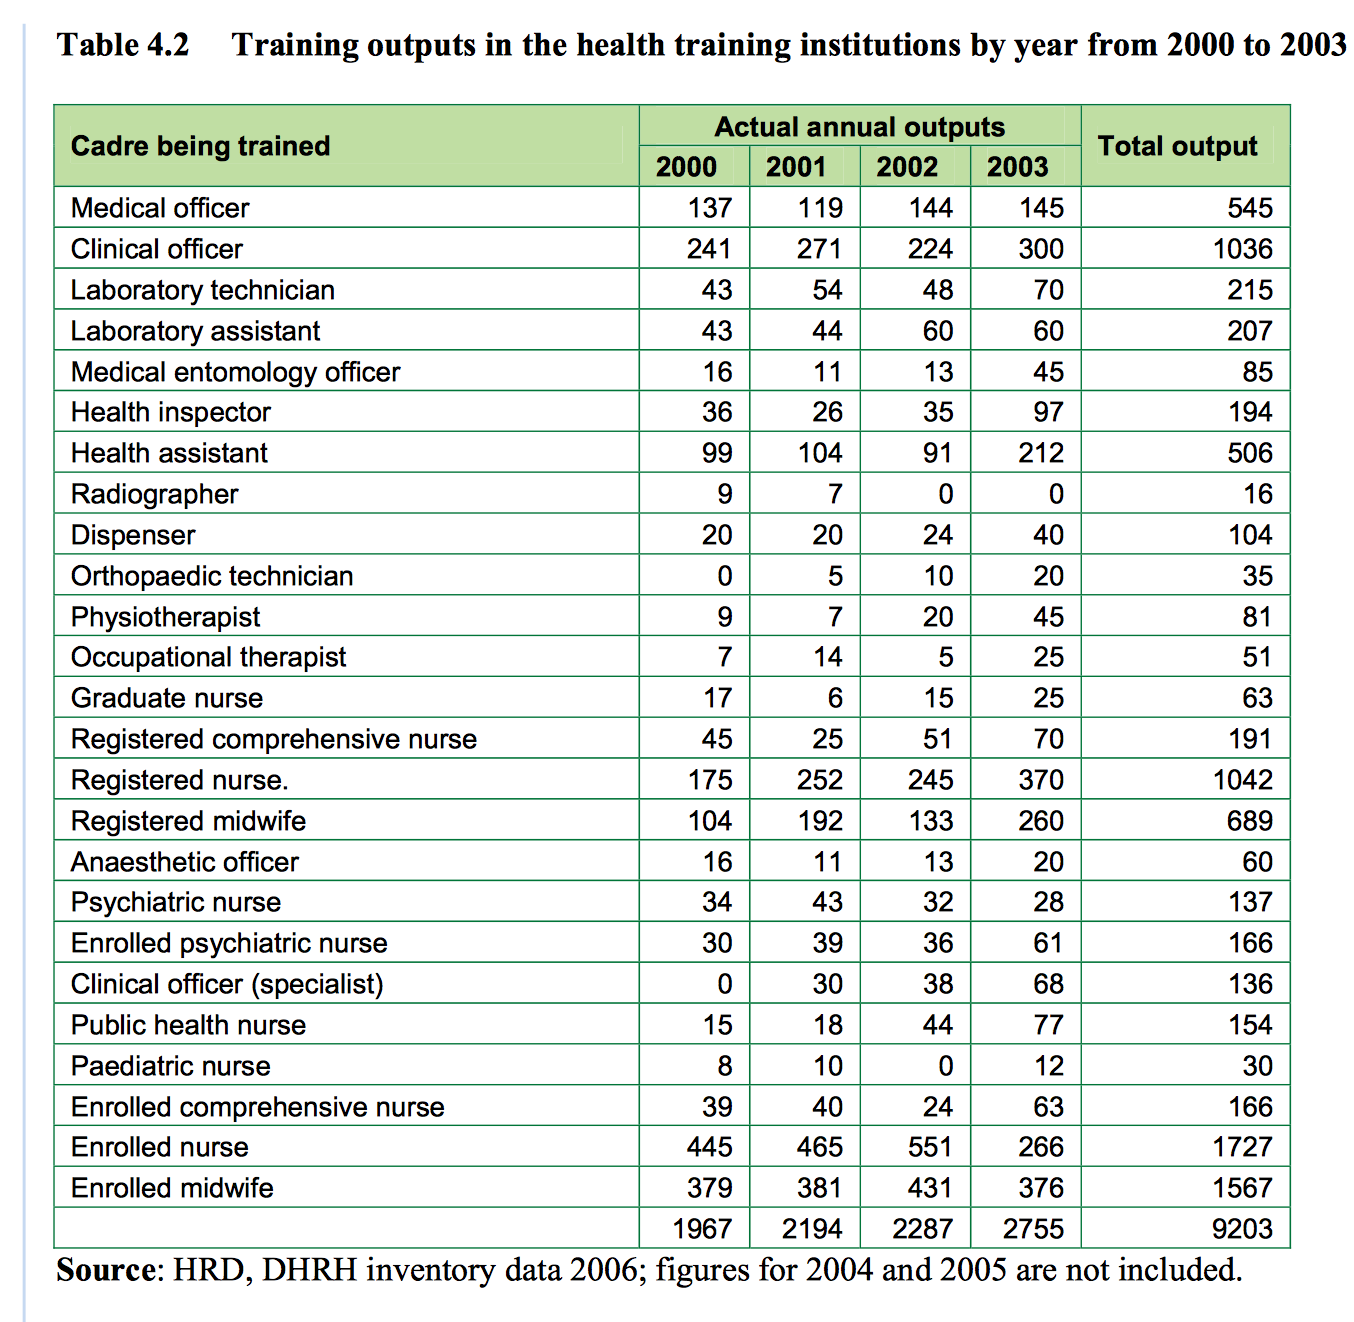 Table 4.2 Training outputs in the health training institutions by year from 2000 to 2003
Cadre being trained Actual annual outputs Total output
2000 2001 2002 2003
Medical officer 137 119 144 145 545
Clinical officer 241 271 224 300 1036
Laboratory technician 43 54 48 70 215
Laboratory assistant 43 44 60 60 207
Medical entomology officer 16 11 13 45 85
Health inspector 36 26 35 97 194
Health assistant 99 104 91 212 506
Radiographer 9 7 0 0 16
Dispenser 20 20 24 40 104
Orthopaedic technician 0 5 10 20 35
Physiotherapist 9 7 20 45 81
Occupational therapist 7 14 5 25 51
Graduate nurse 17 6 15 25 63
Registered comprehensive nurse 45 25 51 70 191
Registered nurse. 175 252 245 370 1042
Registered midwife 104 192 133 260 689
Anaesthetic officer 16 11 13 20 60
Psychiatric nurse 34 43 32 28 137
Enrolled psychiatric nurse 30 39 36 61 166
Clinical officer (specialist) 0 30 38 68 136
Public health nurse 15 18 44 77 154
Paediatric nurse 8 10 0 12 30
Enrolled comprehensive nurse 39 40 24 63 166
Enrolled nurse 445 465 551 266 1727
Enrolled midwife 379 381 431 376 1567
1967 2194 2287 2755 9203
Source: HRD, DHRH inventory data 2006; figures for 2004 and 2005 are not included.